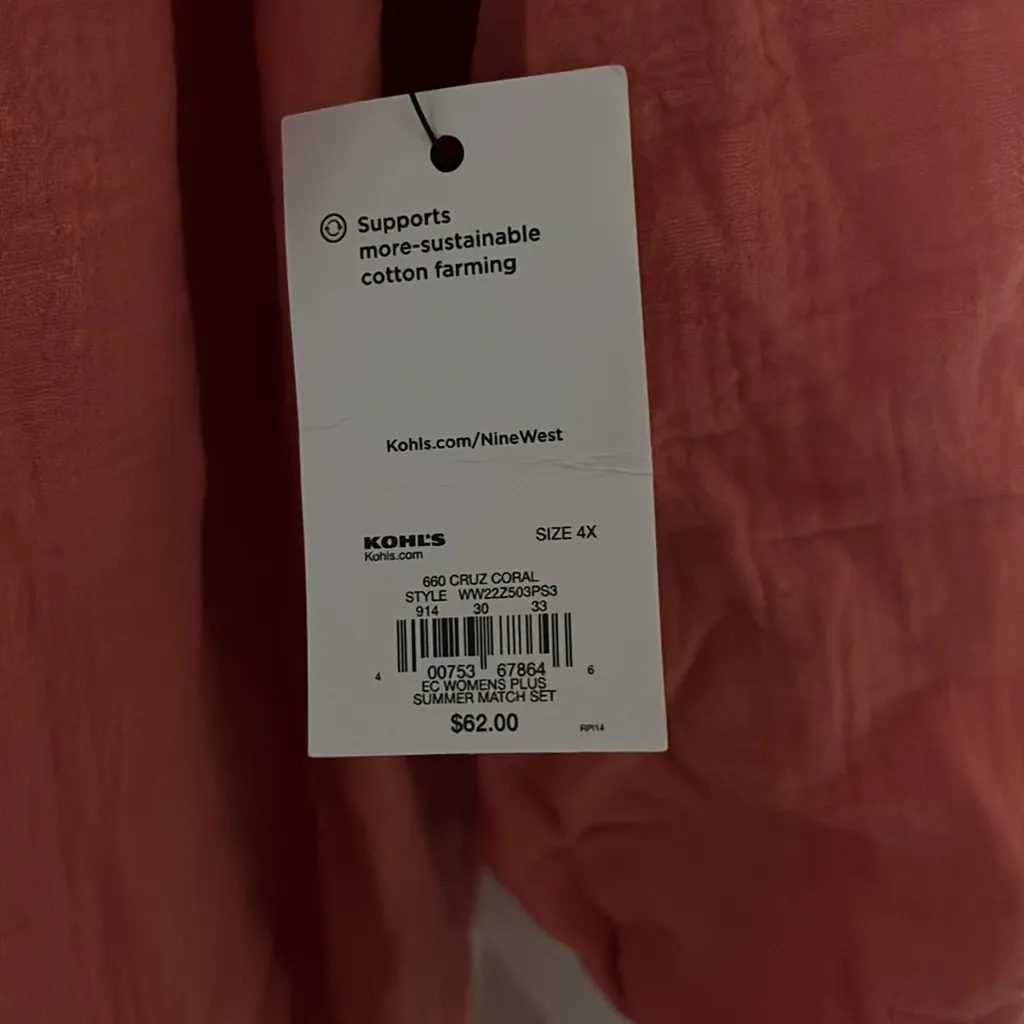 Supports
more-sustainable
cotton farming
Kohls.com/NineWest
KOHL'S
SIZE 4X
Kohls.com
660 CRUZ CORAL
STYLE WW22Z503PS3
914 30 33
4 00753 67864 6
EC WOMENS PLUS
SUMMER MATCH SET
$62.00
RPI14